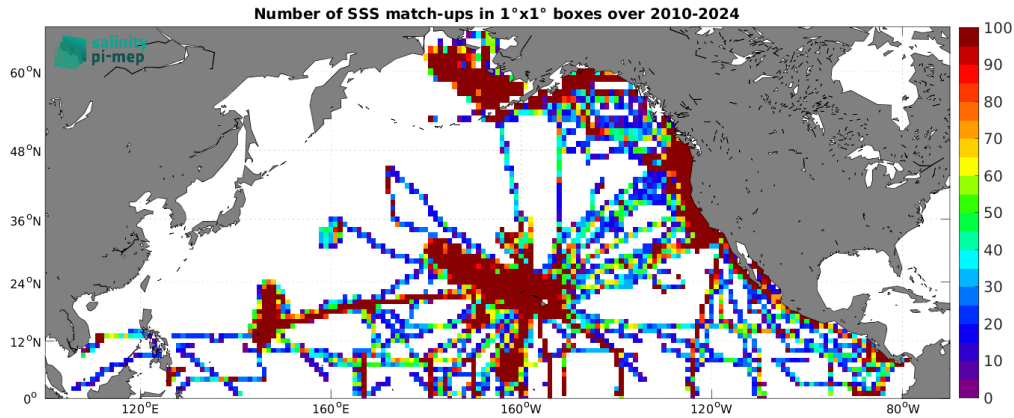 Number of SSS match-ups in 1°x1° boxes over 2010-2024
salinity
pi-mep
60°N
48°N
36°N
24°N
12°N
0°
120°E
160°E
160°W
120°W
80°W
100
90
80
70
60
50
40
30
20
10
0